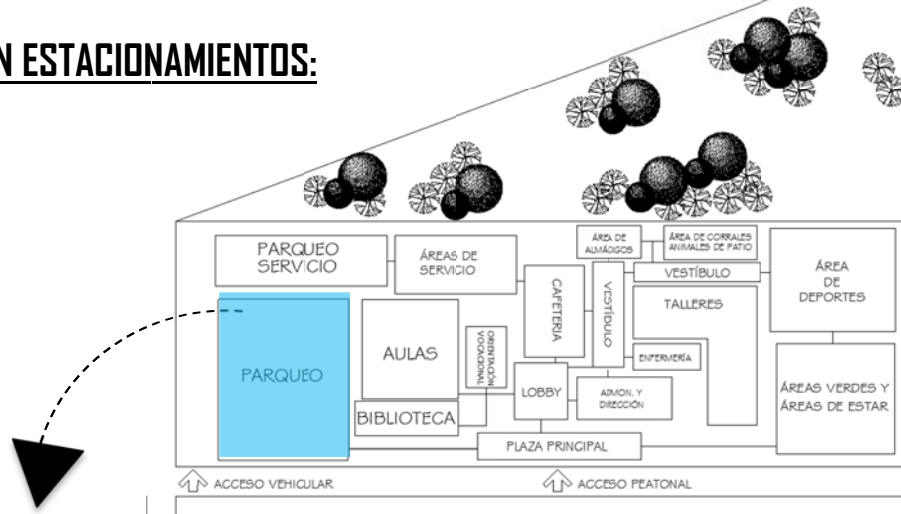 N ESTACIONAMIENTOS:
PARQUEO
SERVICIO
ÁREAS DE
SERVICIO
ÁREA DE
ALMÁCIGOS
ÁREA DE CORRALES
ANIMALES DE PATIO
VESTÍBULO
ÁREA
DE
DEPORTES
CAFETERIA
VESTÍDULO
TALLERES
PARQUEO
AULAS
ORIENTACIÓN
VOCACIONAL
ENFERMERÍA
LOBBY
ADMON. Y
DIRECCIÓN
ÁREAS VERDES Y
ÁREAS DE ESTAR
BIBLIOTECA
PLAZA PRINCIPAL
ACCESO VEHICULAR
ACCESO PEATONAL